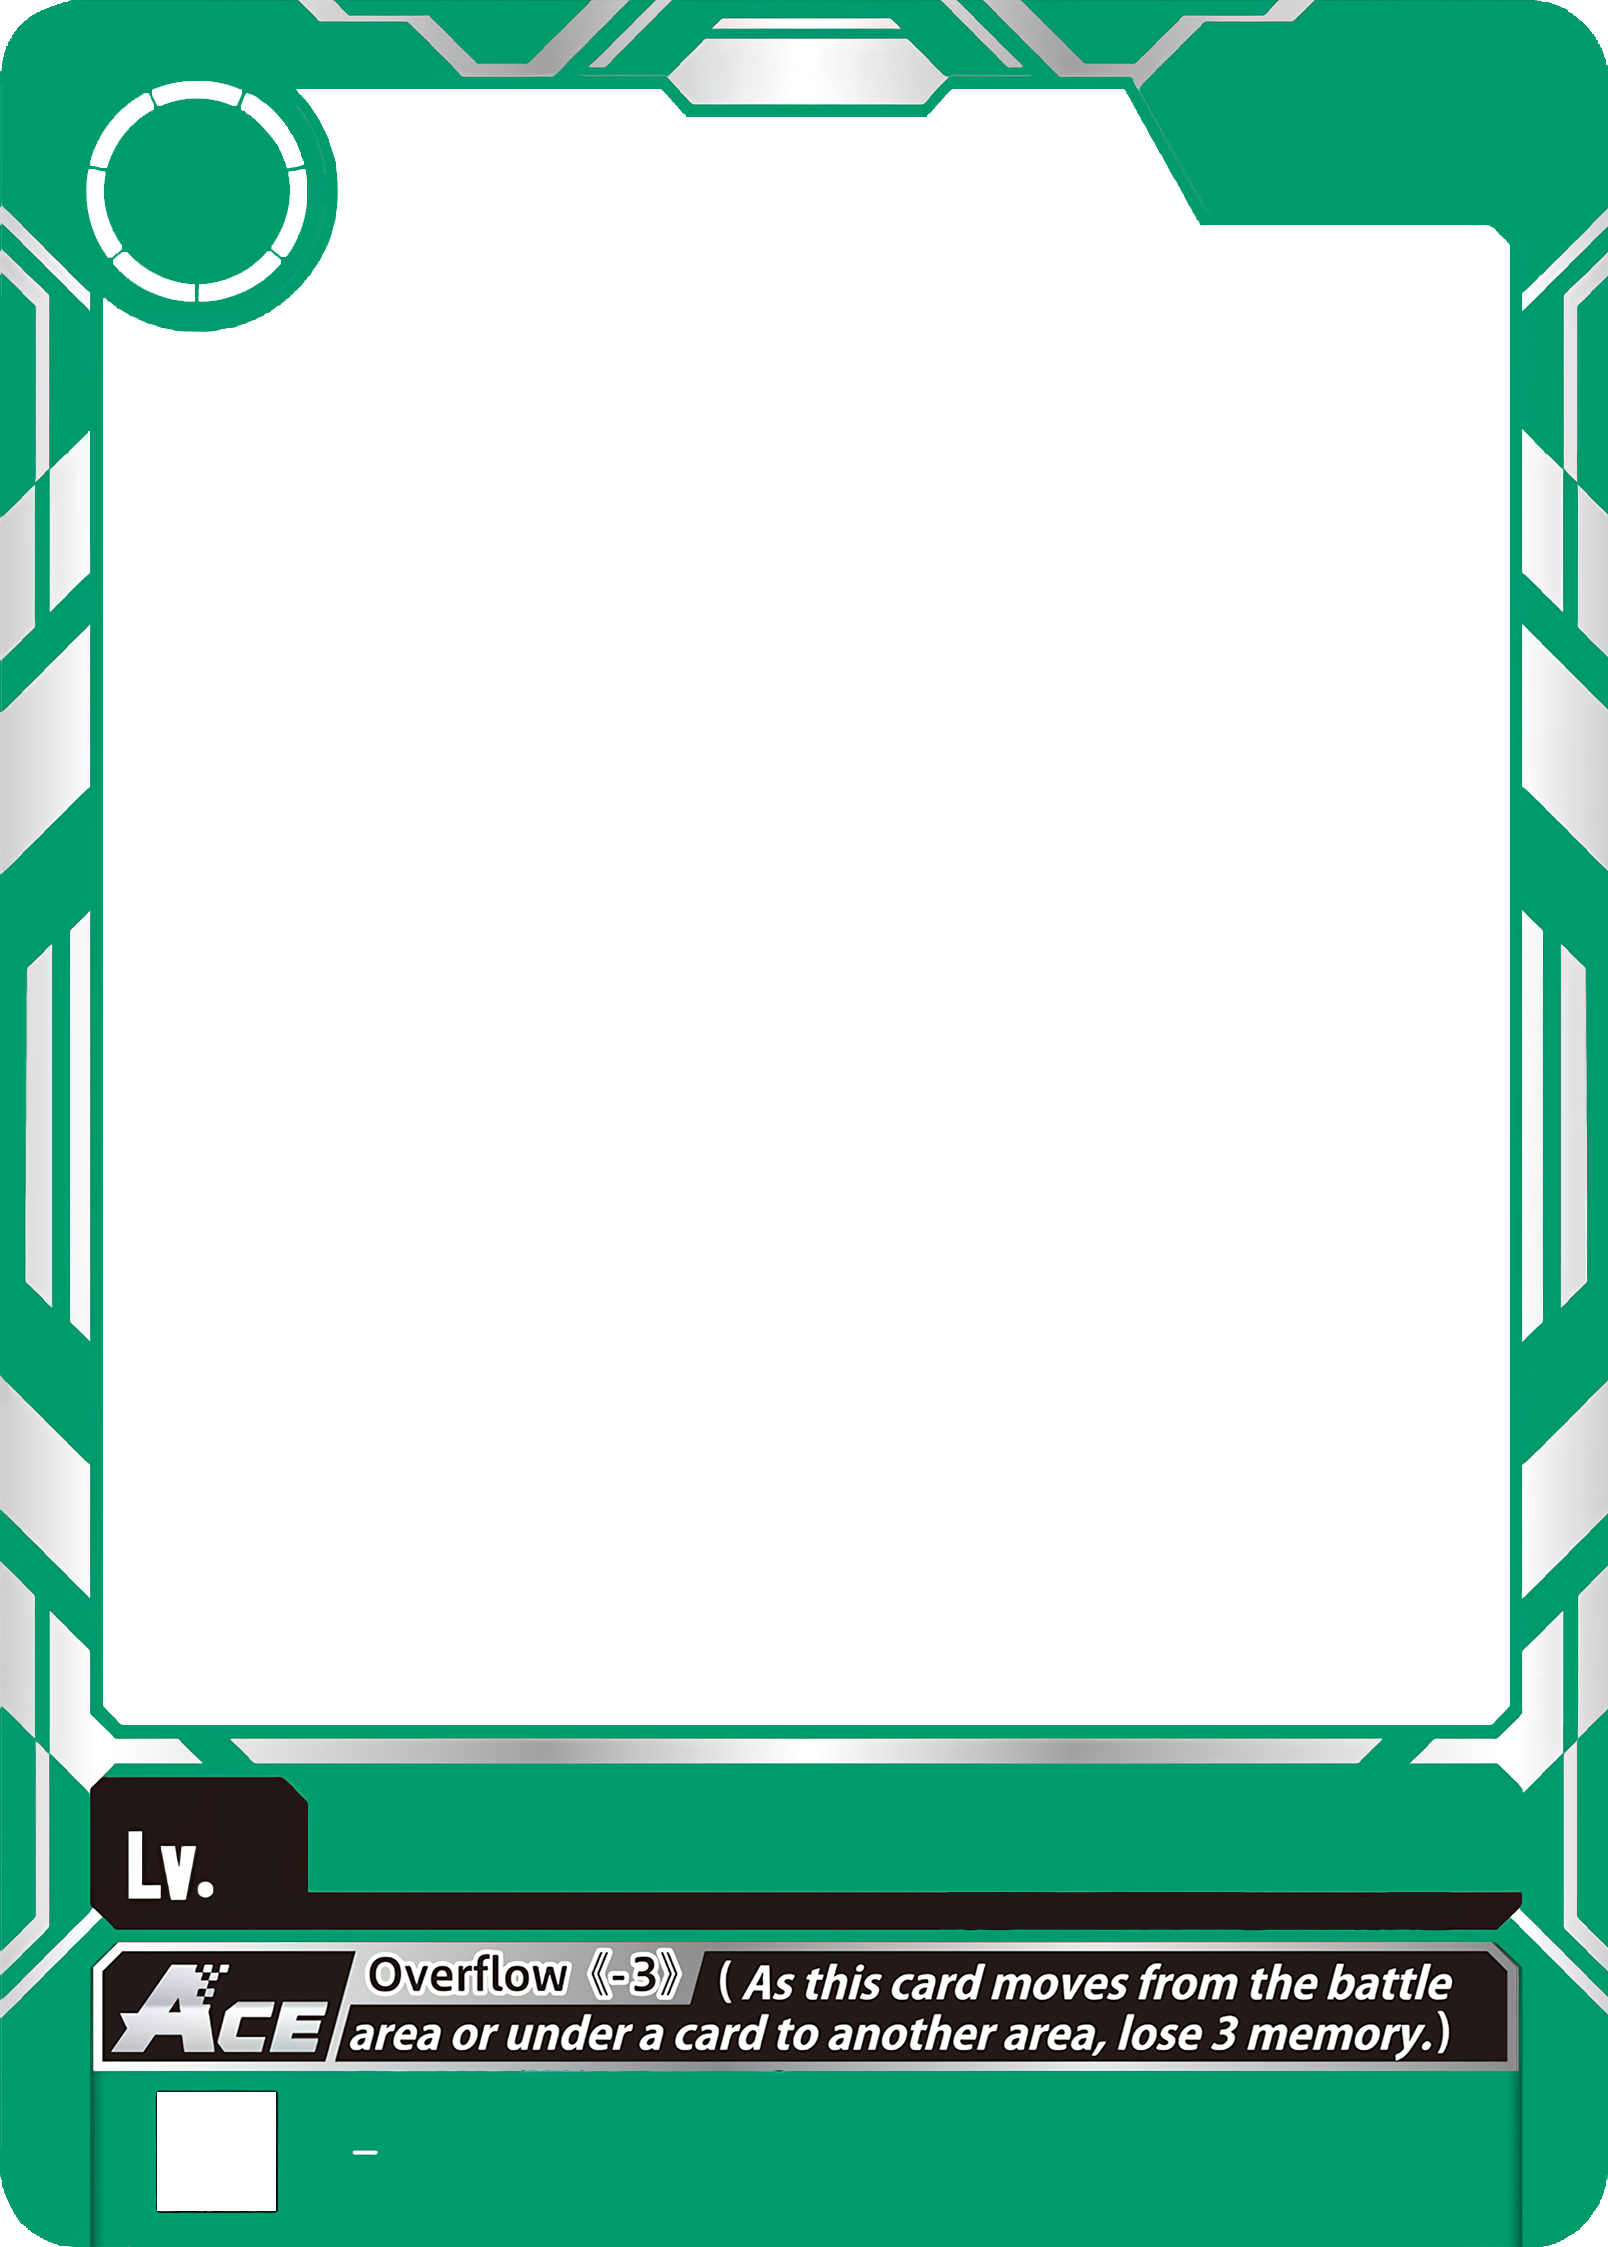 Lv.
ACE Overflow《-3》 (As this card moves from the battle
area or under a card to another area, lose 3 memory.)
–